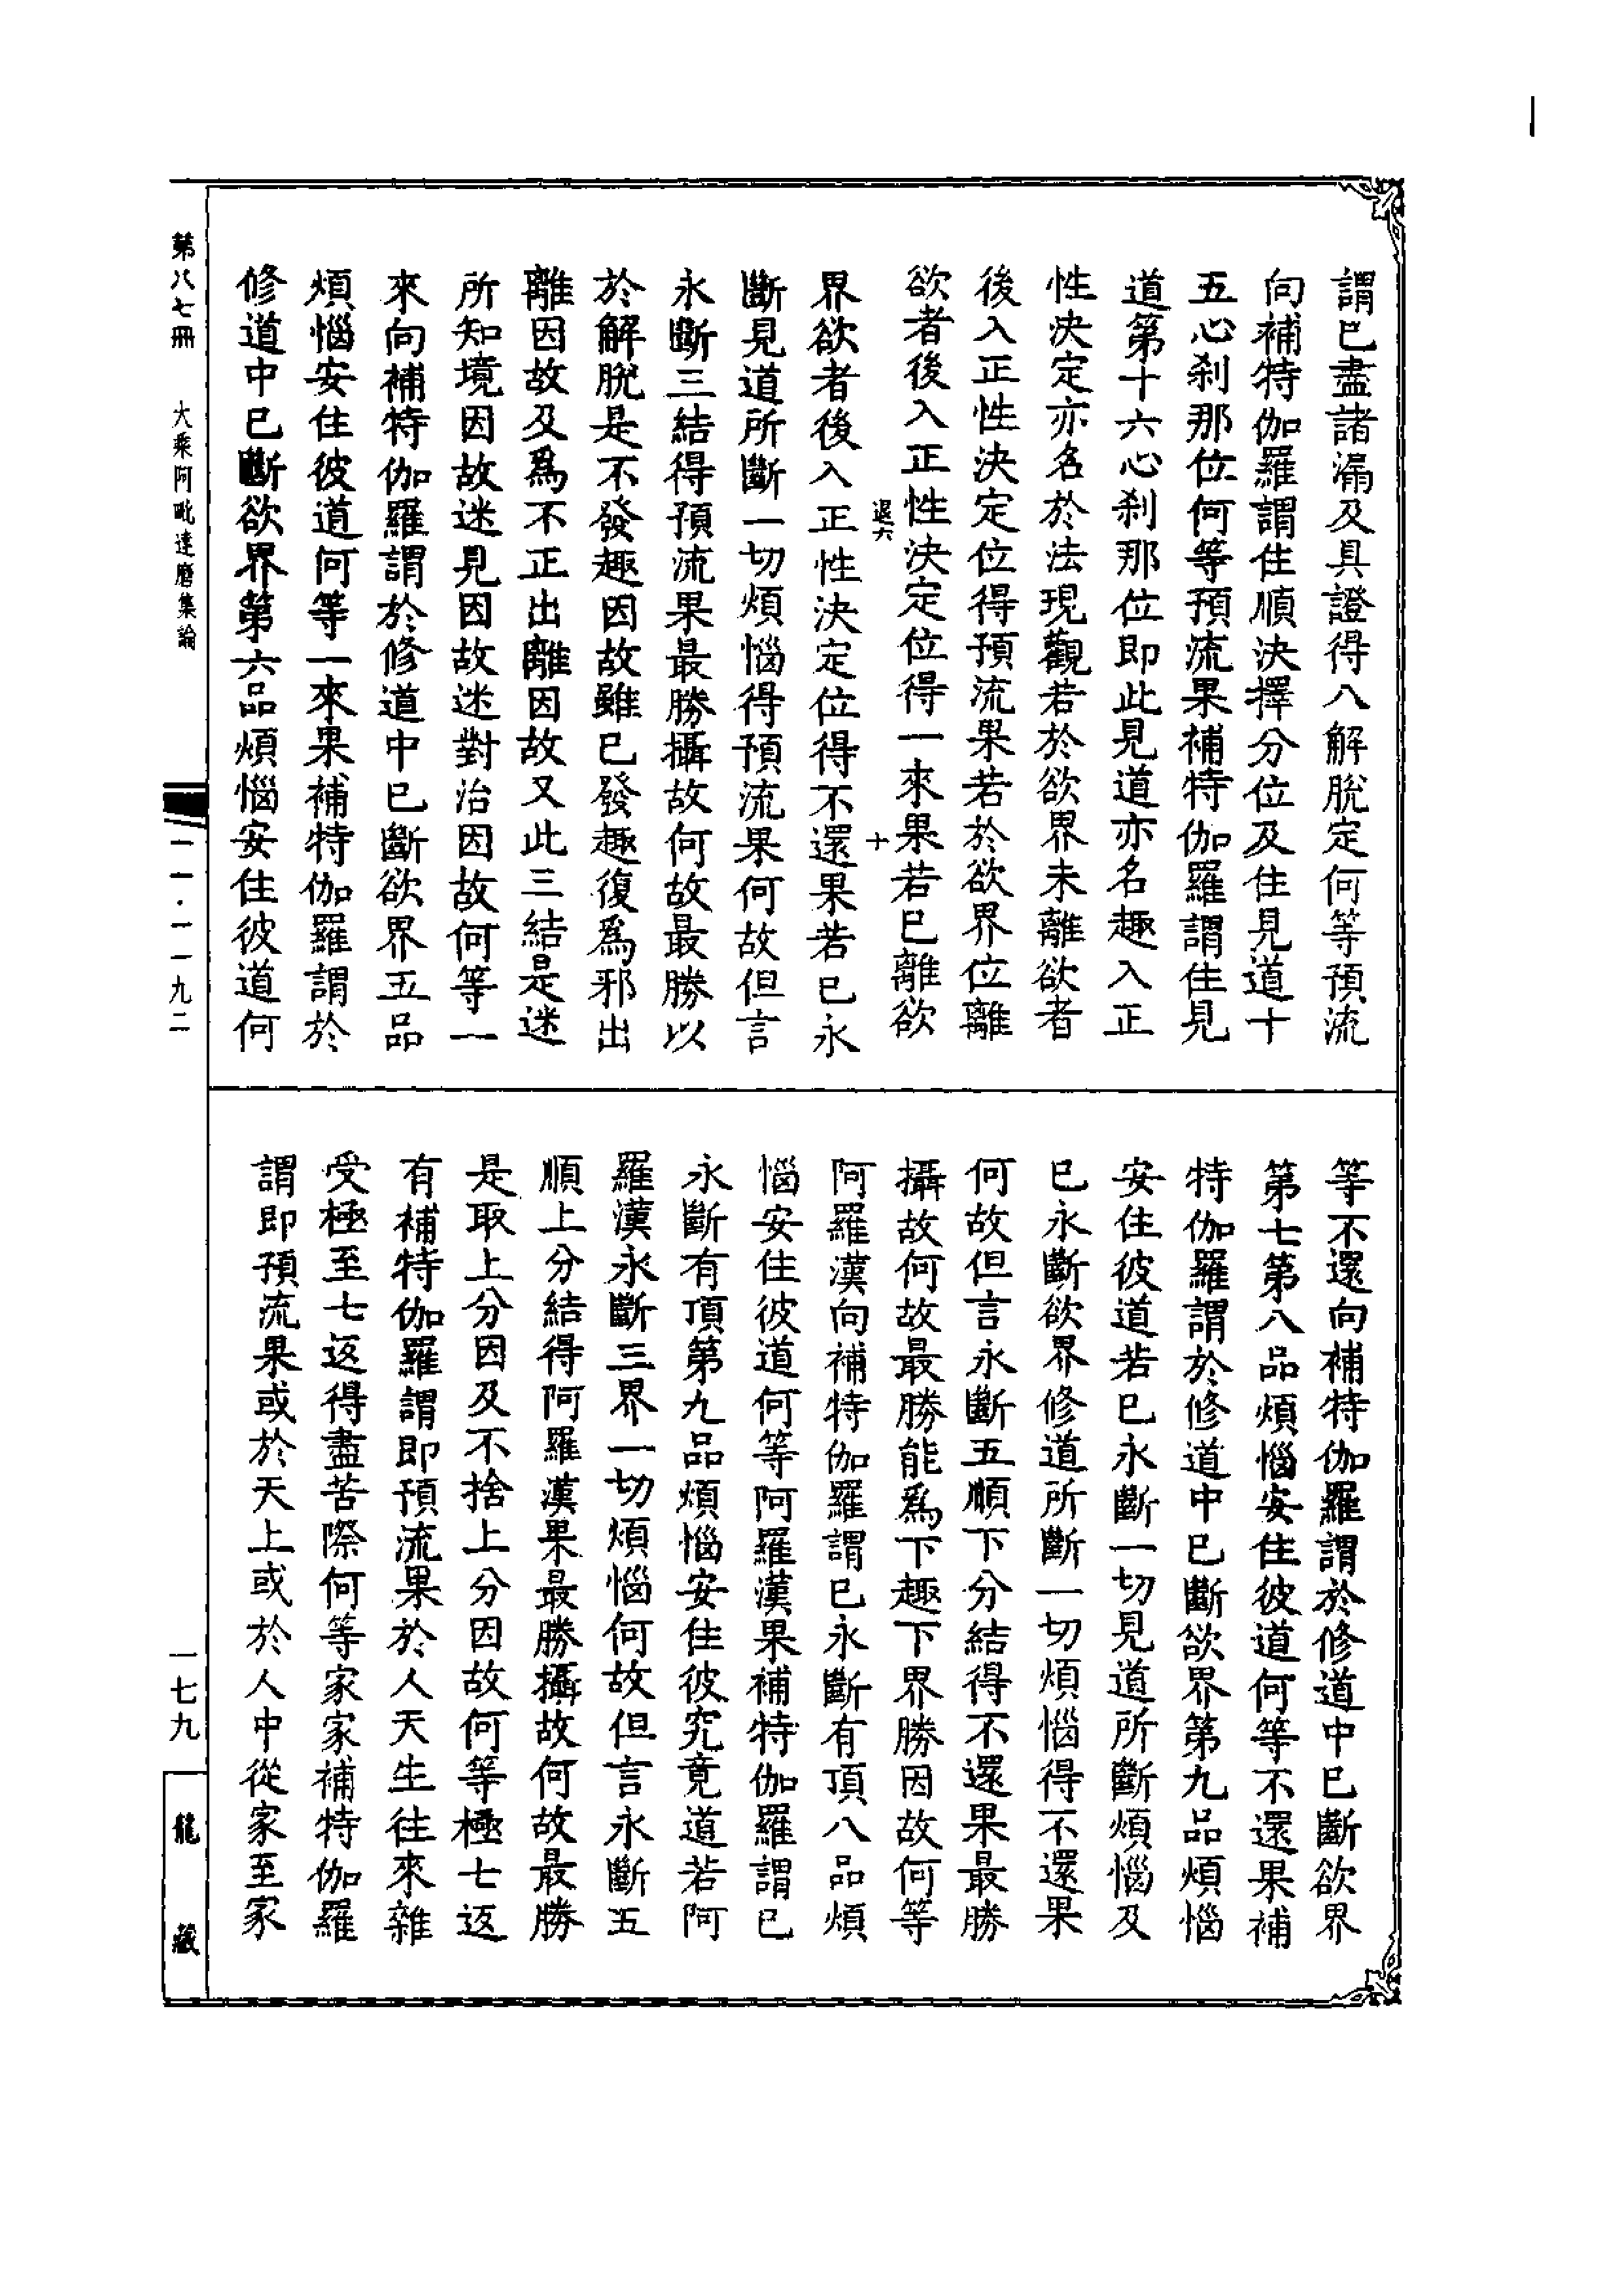 謂已盡諸漏及具證得八解脫定何等預流
向補特伽羅謂住順決擇分位及住見道十
五心刹那位何等預流果補特伽羅謂住見
道第十六心刹那位即此見道亦名趣入正
性決定亦名於法現觀若於欲界未離欲者
後入正性決定位得預流果若於欲界位離
欲者後入正性決定位得一來果若已離欲
退六 十
界欲者後入正性決定位得不還果若已永
斷見道所斷一切煩惱得預流果何故但言
永斷三結得預流果最勝攝故何故最勝以
於解脫是不發趣因故雖已發趣復為邪出
離因故及為不正出離因故又此三結是迷
所知境因故迷見因故迷對治因故何等一
來向補特伽羅謂於修道中已斷欲界五品
煩惱安住彼道何等一來果補特伽羅謂於
修道中已斷欲界第六品煩惱安住彼道何
等不還向補特伽羅謂於修道中已斷欲界
第七第八品煩惱安住彼道何等不還果補
特伽羅謂於修道中已斷欲界第九品煩惱
安住彼道若已永斷一切見道所斷煩惱及
已永斷欲界修道所斷一切煩惱得不還果
何故但言永斷五順下分結得不還果最勝
攝故何故最勝能為下趣下界勝因故何等
阿羅漢向補特伽羅謂已永斷有頂八品煩
惱安住彼道何等阿羅漢果補特伽羅謂已
永斷有頂第九品煩惱安住彼究竟道若阿
羅漢永斷三界一切煩惱何故但言永斷五
順上分結得阿羅漢果最勝攝故何故最勝
是取上分因及不捨上分因故何等極七返
有補特伽羅謂即預流果於人天生往來雜
受極至七返得盡苦際何等家家補特伽羅
謂即預流果或於天上或於人中從家至家
第八七冊 大乘阿毗達磨集論 一一一·一一九二 一七九 龍藏